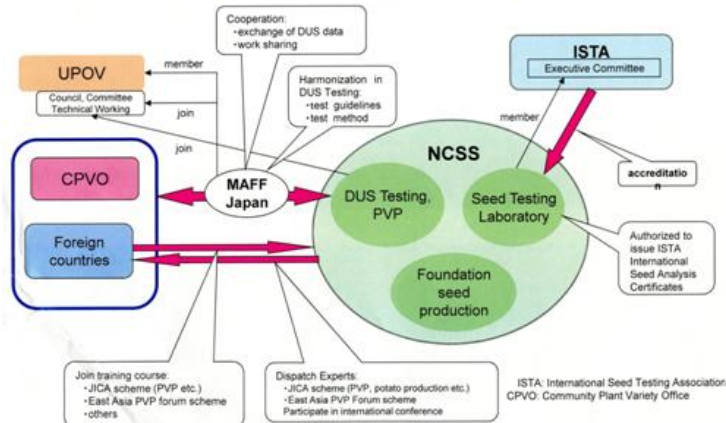 Cooperation:
・exchange of DUS data
・work sharing
UPOV
member
Council, Committee
Technical Working
join
join
Harmonization in
DUS Testing:
・test guidelines
・test method
ISTA
Executive Committee
member
accreditatio
n
CPVO
MAFF
Japan
NCSS
DUS Testing,
PVP
Seed Testing
Laboratory
Foreign
countries
Foundation
seed
production
Authorized to
issue ISTA
International
Seed Analysis
Certificates
Join training course:
・JICA scheme (PVP etc.)
・East Asia PVP forum scheme
・others
Dispatch Experts:
・JICA scheme (PVP, potato production etc.)
・East Asia PVP Forum scheme
Participate in international conference
ISTA: International Seed Testing Association
CPVO: Community Plant Variety Office